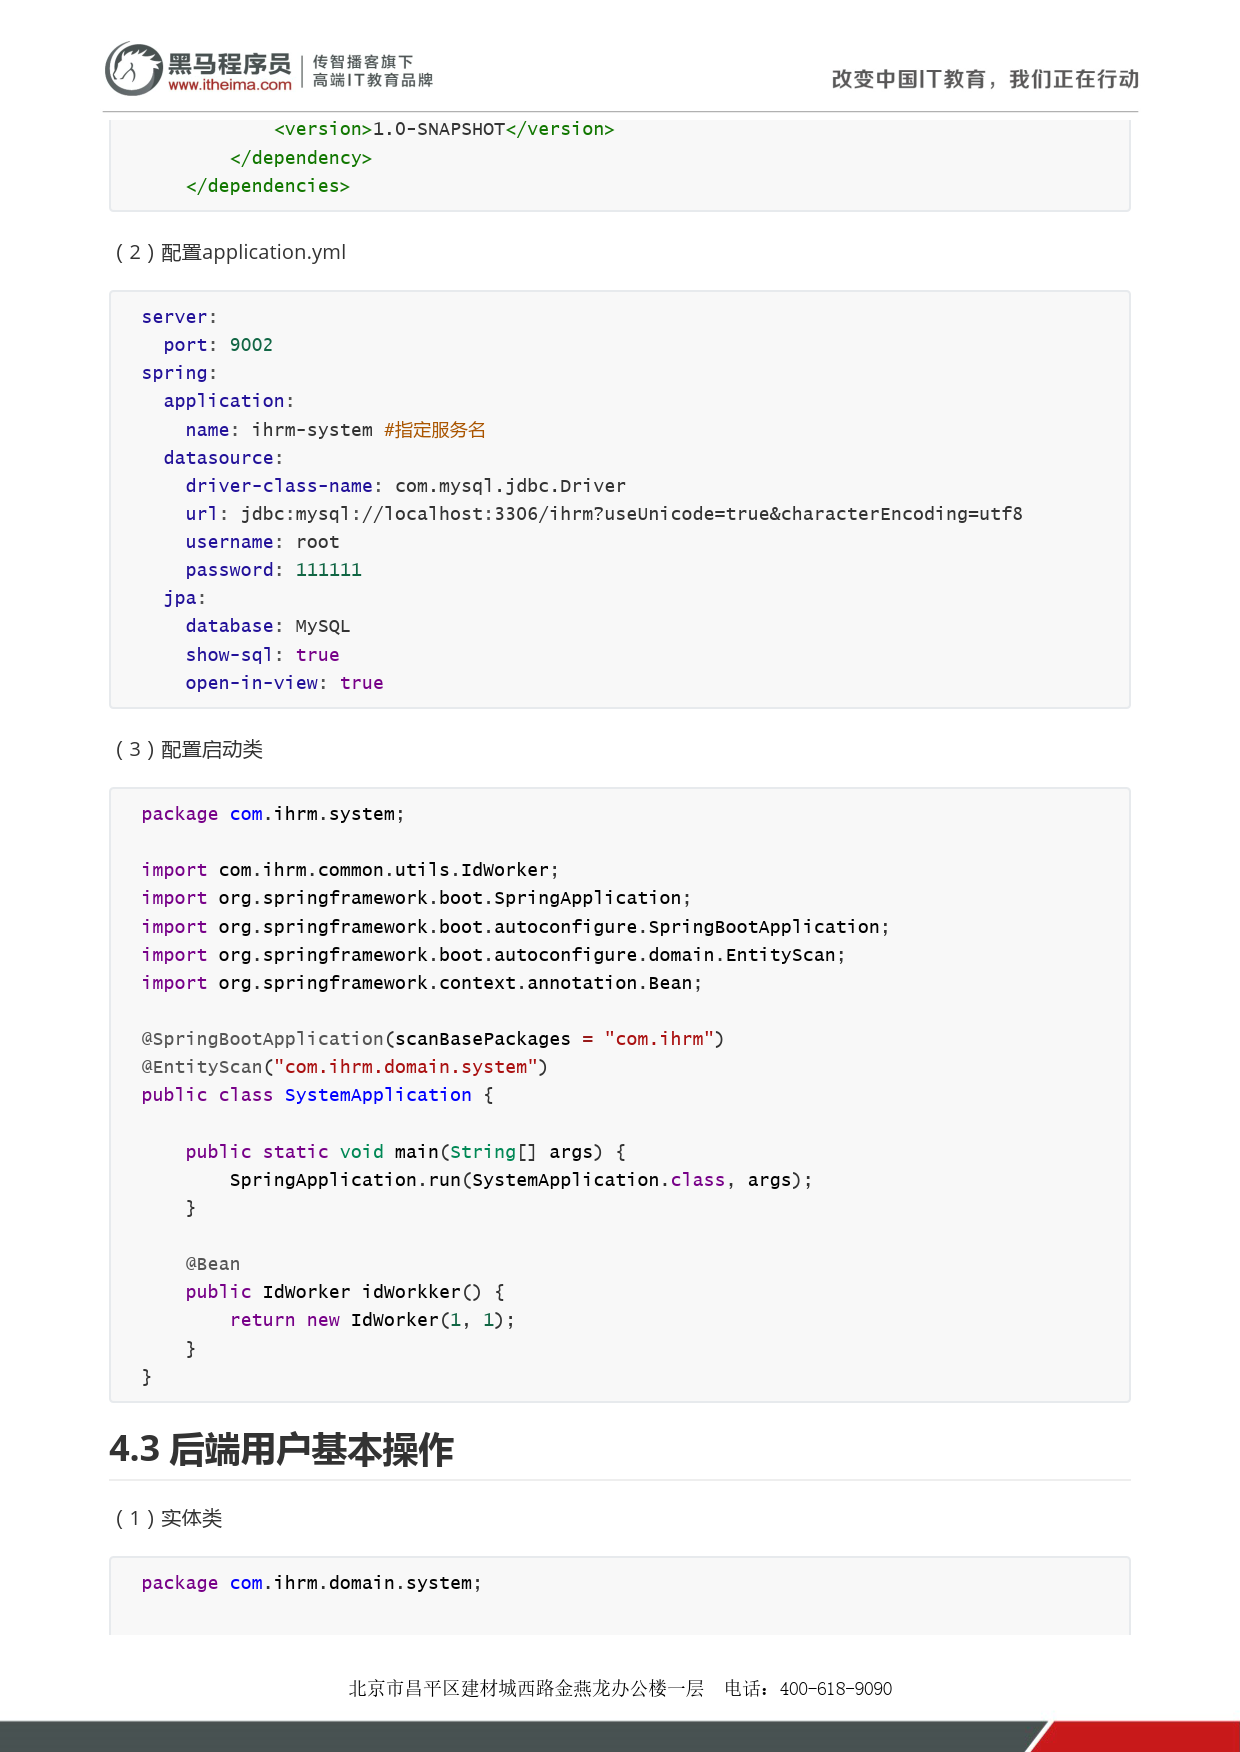 黑马程序员
www.itheima.com
传智播客旗下
高端IT教育品牌
改变中国IT教育，我们正在行动
            <version>1.0-SNAPSHOT</version>
        </dependency>
    </dependencies>
（2）配置application.yml
server:
  port: 9002
spring:
  application:
    name: ihrm-system #指定服务名
  datasource:
    driver-class-name: com.mysql.jdbc.Driver
    url: jdbc:mysql://localhost:3306/ihrm?useUnicode=true&characterEncoding=utf8
    username: root
    password: 111111
  jpa:
    database: MySQL
    show-sql: true
    open-in-view: true
（3）配置启动类
package com.ihrm.system;
import com.ihrm.common.utils.IdWorker;
import org.springframework.boot.SpringApplication;
import org.springframework.boot.autoconfigure.SpringBootApplication;
import org.springframework.boot.autoconfigure.domain.EntityScan;
import org.springframework.context.annotation.Bean;
@SpringBootApplication(scanBasePackages = "com.ihrm")
@EntityScan("com.ihrm.domain.system")
public class SystemApplication {
    public static void main(String[] args) {
        SpringApplication.run(SystemApplication.class, args);
    }
    @Bean
    public IdWorker idWorkker() {
        return new IdWorker(1, 1);
    }
}
4.3 后端用户基本操作
（1）实体类
package com.ihrm.domain.system;
北京市昌平区建材城西路金燕龙办公楼一层 电话：400-618-9090